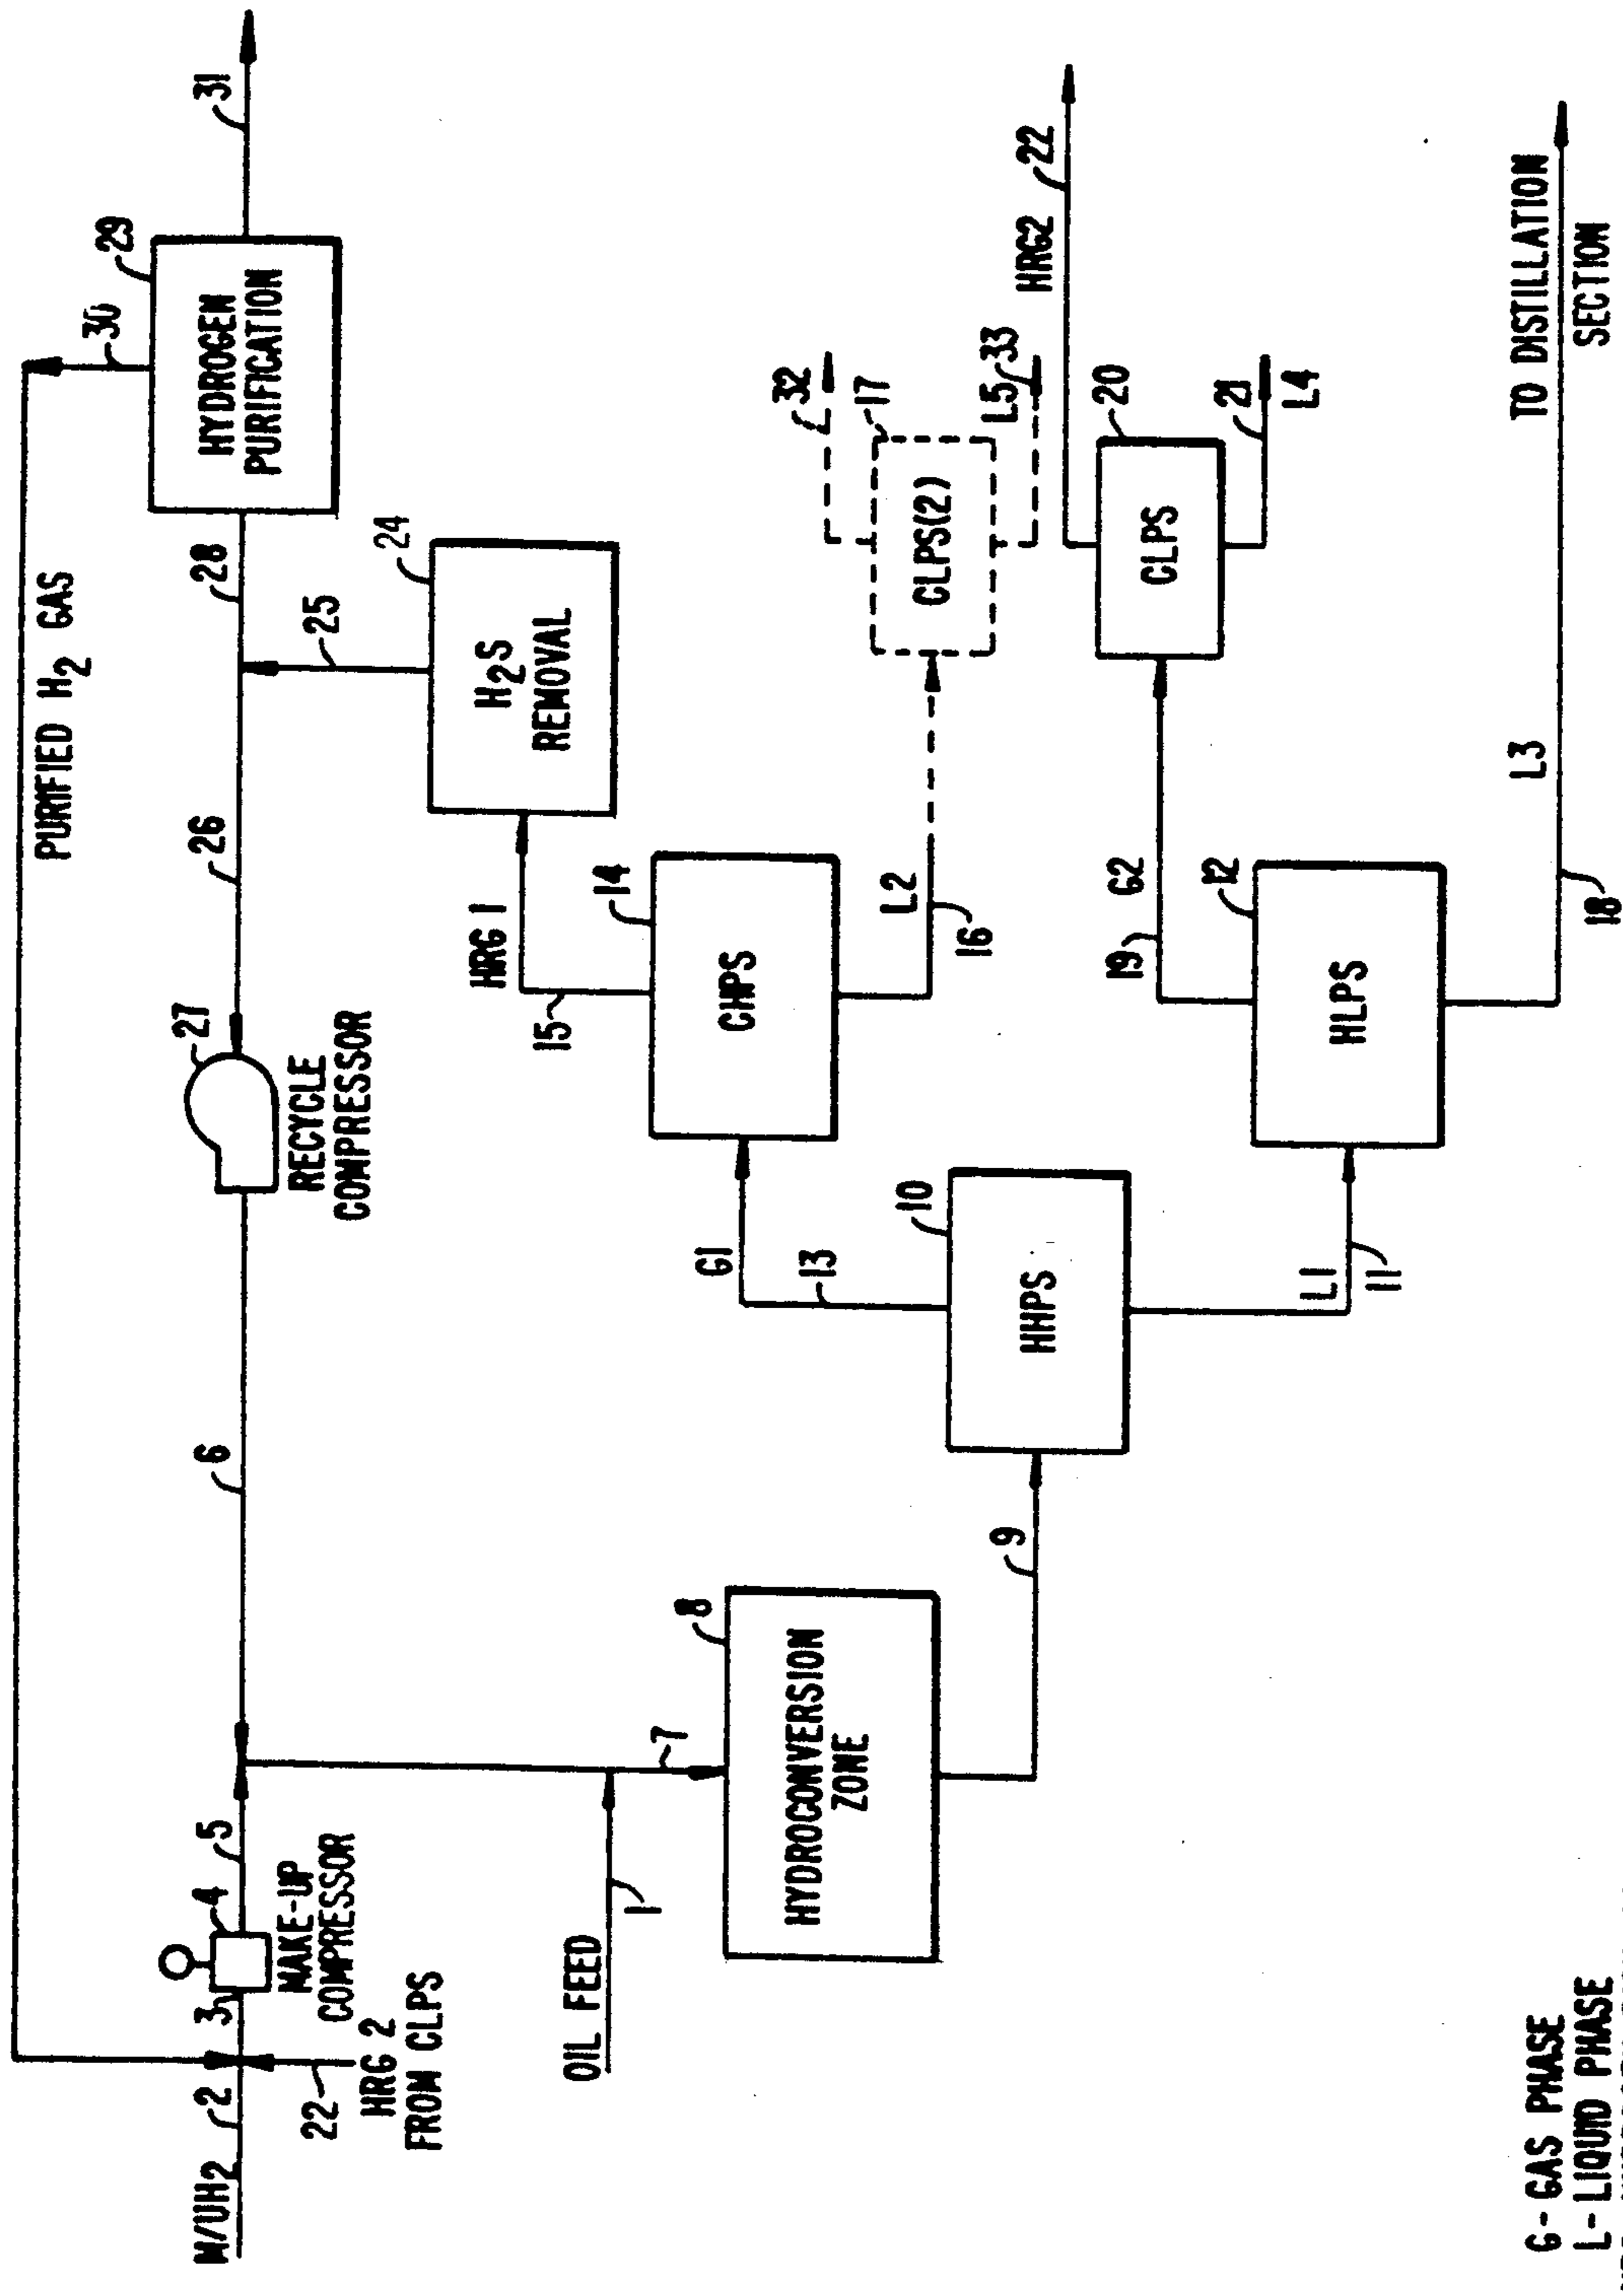 PURIFIED H2 GAS
30
29
HYDROGEN
PURIFICATION
31
28
26
27
RECYCLE
COMPRESSOR
6
5
4
3
MAKE-UP
COMPRESSOR
M/UH2
2
22
HRG 2
FROM CLPS
25
24
H2S
REMOVAL
HRG 1
15
14
CHPS
L2
16
32
17
CLPS(2)
L5
33
HRG2
22
20
CLPS
21
L4
G2
19
12
HLPS
L3
18
TO DISTILLATION
SECTION
G1
13
10
HHPS
L1
11
9
OIL FEED
1
7
8
HYDROCONVERSION
ZONE
G - GAS PHASE
L - LIQUID PHASE